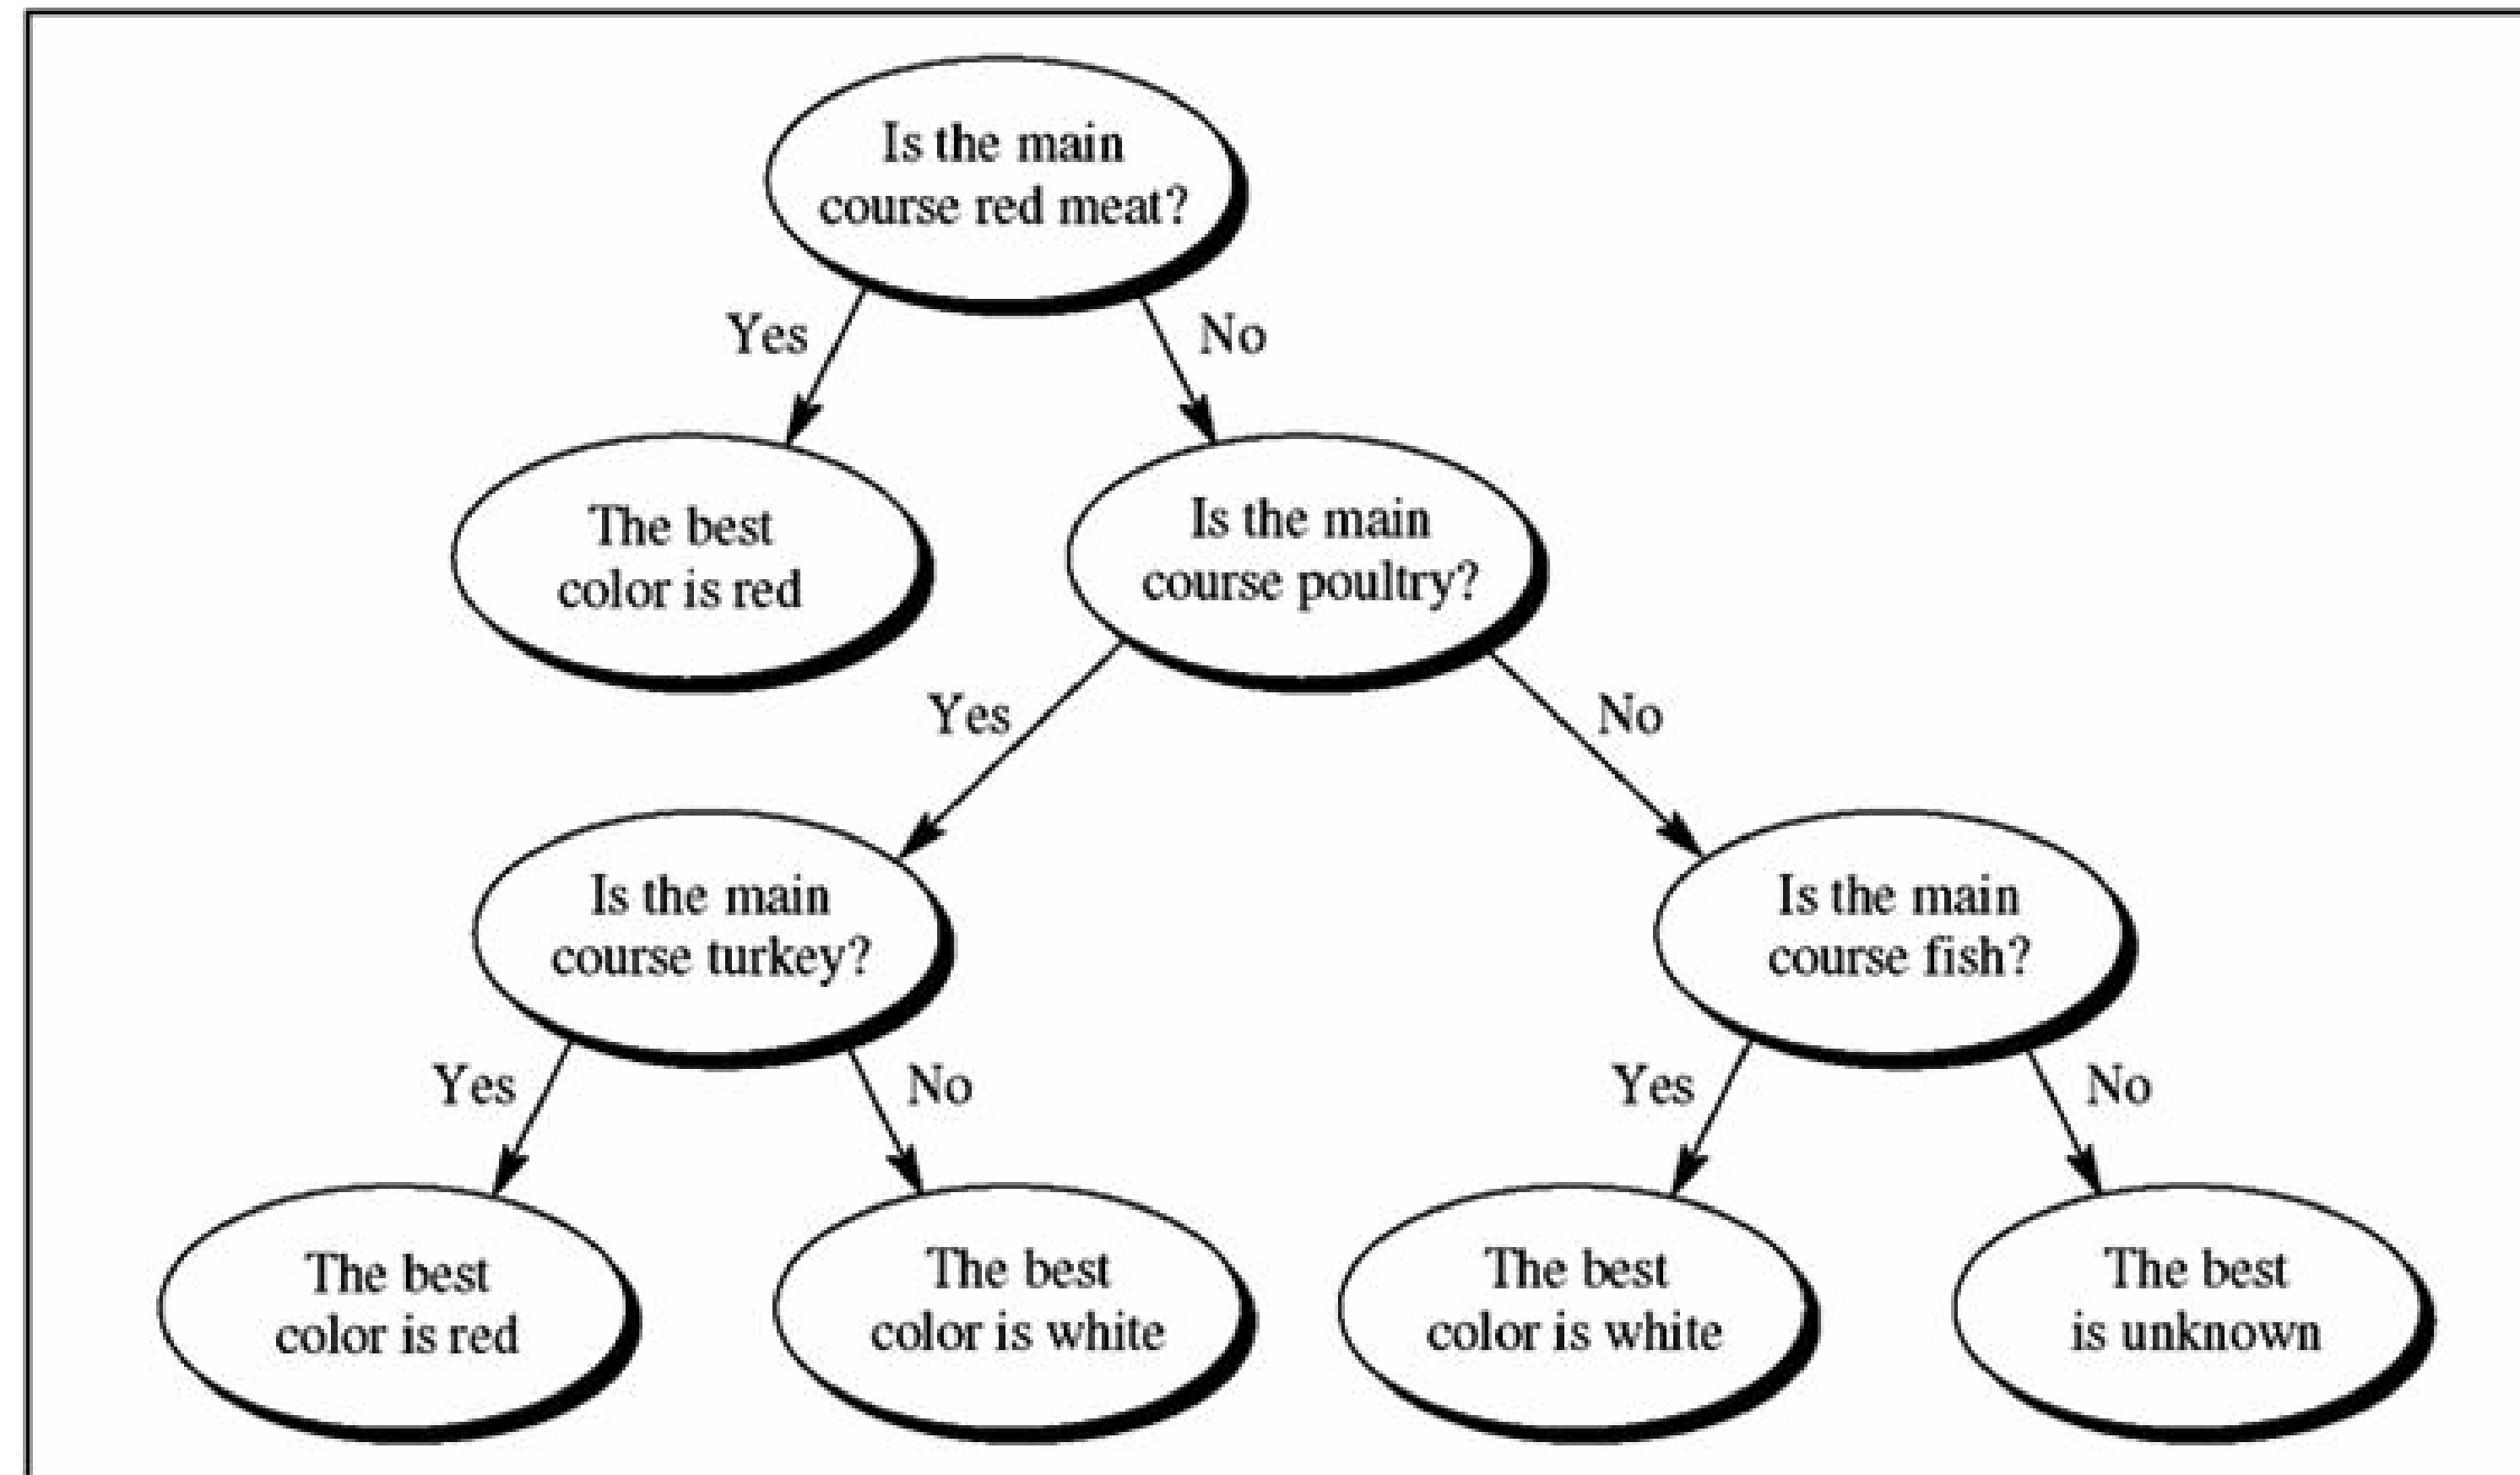 Is the main
course red meat?
Yes
No
The best
color is red
Is the main
course poultry?
Yes
No
Is the main
course turkey?
Is the main
course fish?
Yes
No
Yes
No
The best
color is red
The best
color is white
The best
color is white
The best
is unknown